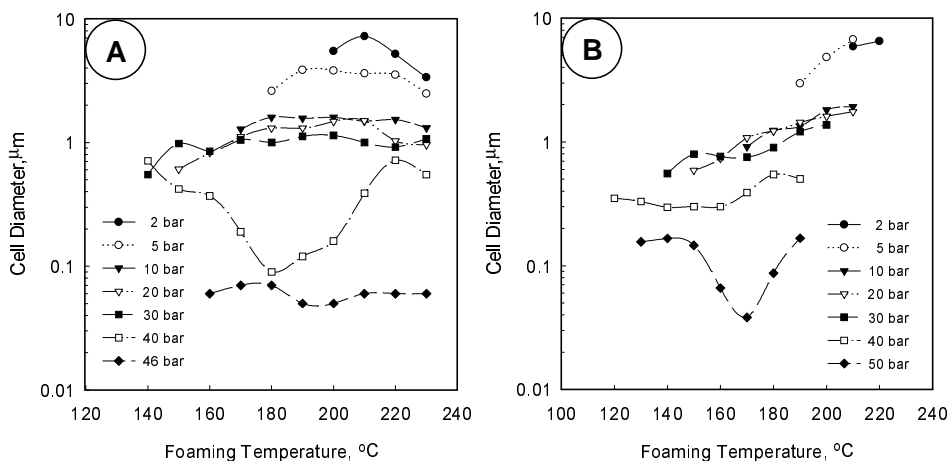 A
10
1
0.1
0.01
Cell Diameter,µm
2 bar
5 bar
10 bar
20 bar
30 bar
40 bar
46 bar
120 140 160 180 200 220 240
Foaming Temperature, ºC
B
10
1
0.1
0.01
Cell Diameter,µm
2 bar
5 bar
10 bar
20 bar
30 bar
40 bar
50 bar
100 120 140 160 180 200 220 240
Foaming Temperature, ºC